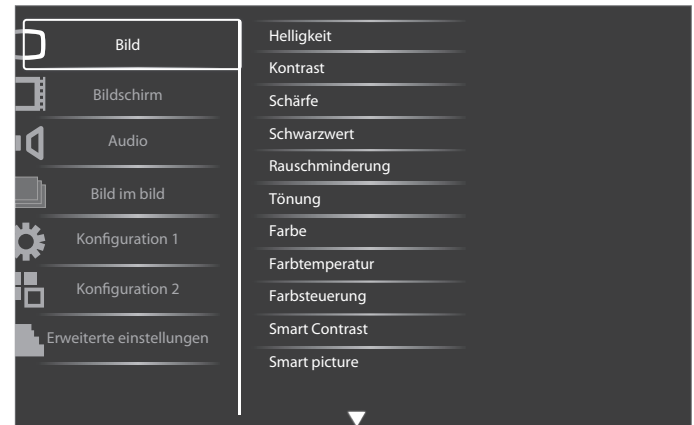 Bild
Bildschirm
Audio
Bild im bild
Konfiguration 1
Konfiguration 2
Erweiterte einstellungen
Helligkeit
Kontrast
Schärfe
Schwarzwert
Rauschminderung
Tönung
Farbe
Farbtemperatur
Farbsteuerung
Smart Contrast
Smart picture